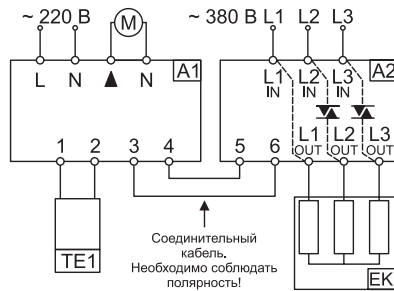 ~ 220 В M ~ 380 В L1 L2 L3
L N N A1 L1 L2 L3 A2
IN IN IN
L1 L2 L3
OUT OUT OUT
1 2 3 4 5 6
Соединительный
кабель.
Необходимо соблюдать
полярность!
TE1 EK